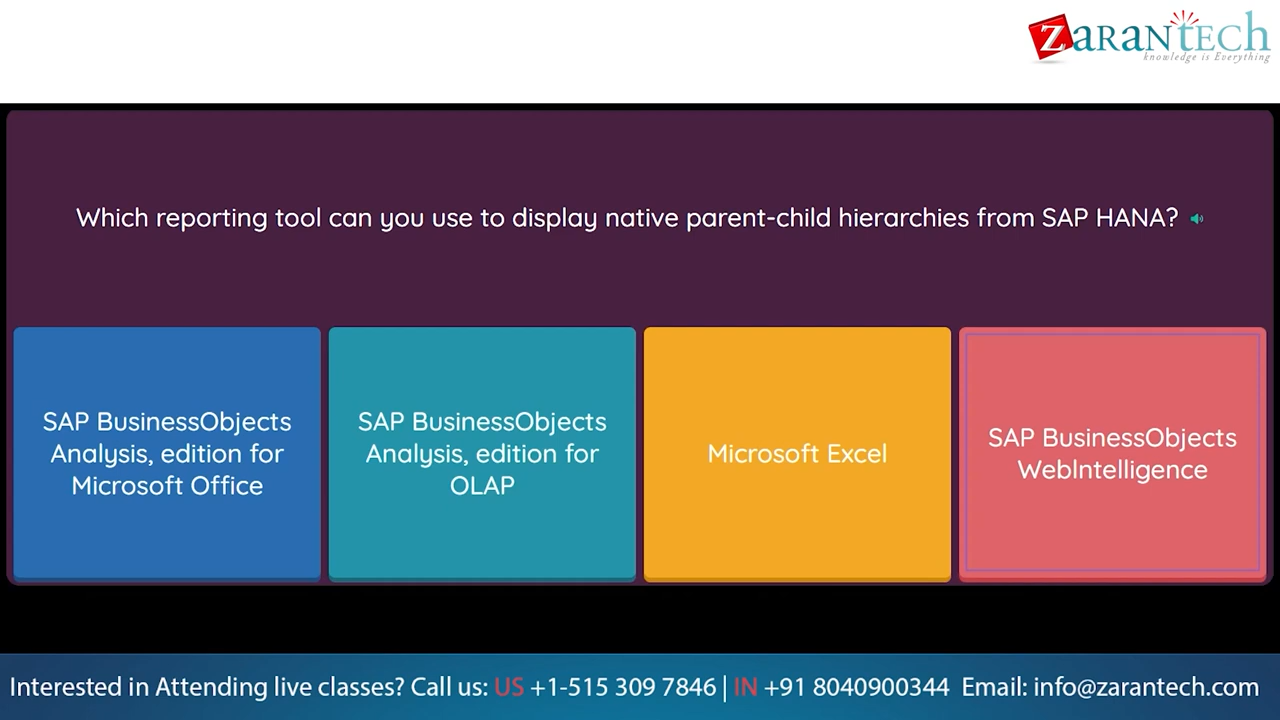 ZARANTECH
knowledge is Everything
Which reporting tool can you use to display native parent-child hierarchies from SAP HANA?
SAP BusinessObjects
Analysis, edition for
Microsoft Office
SAP BusinessObjects
Analysis, edition for
OLAP
Microsoft Excel
SAP BusinessObjects
WebIntelligence
Interested in Attending live classes? Call us: US +1-515 309 7846 | IN +91 8040900344 Email: info@zarantech.com